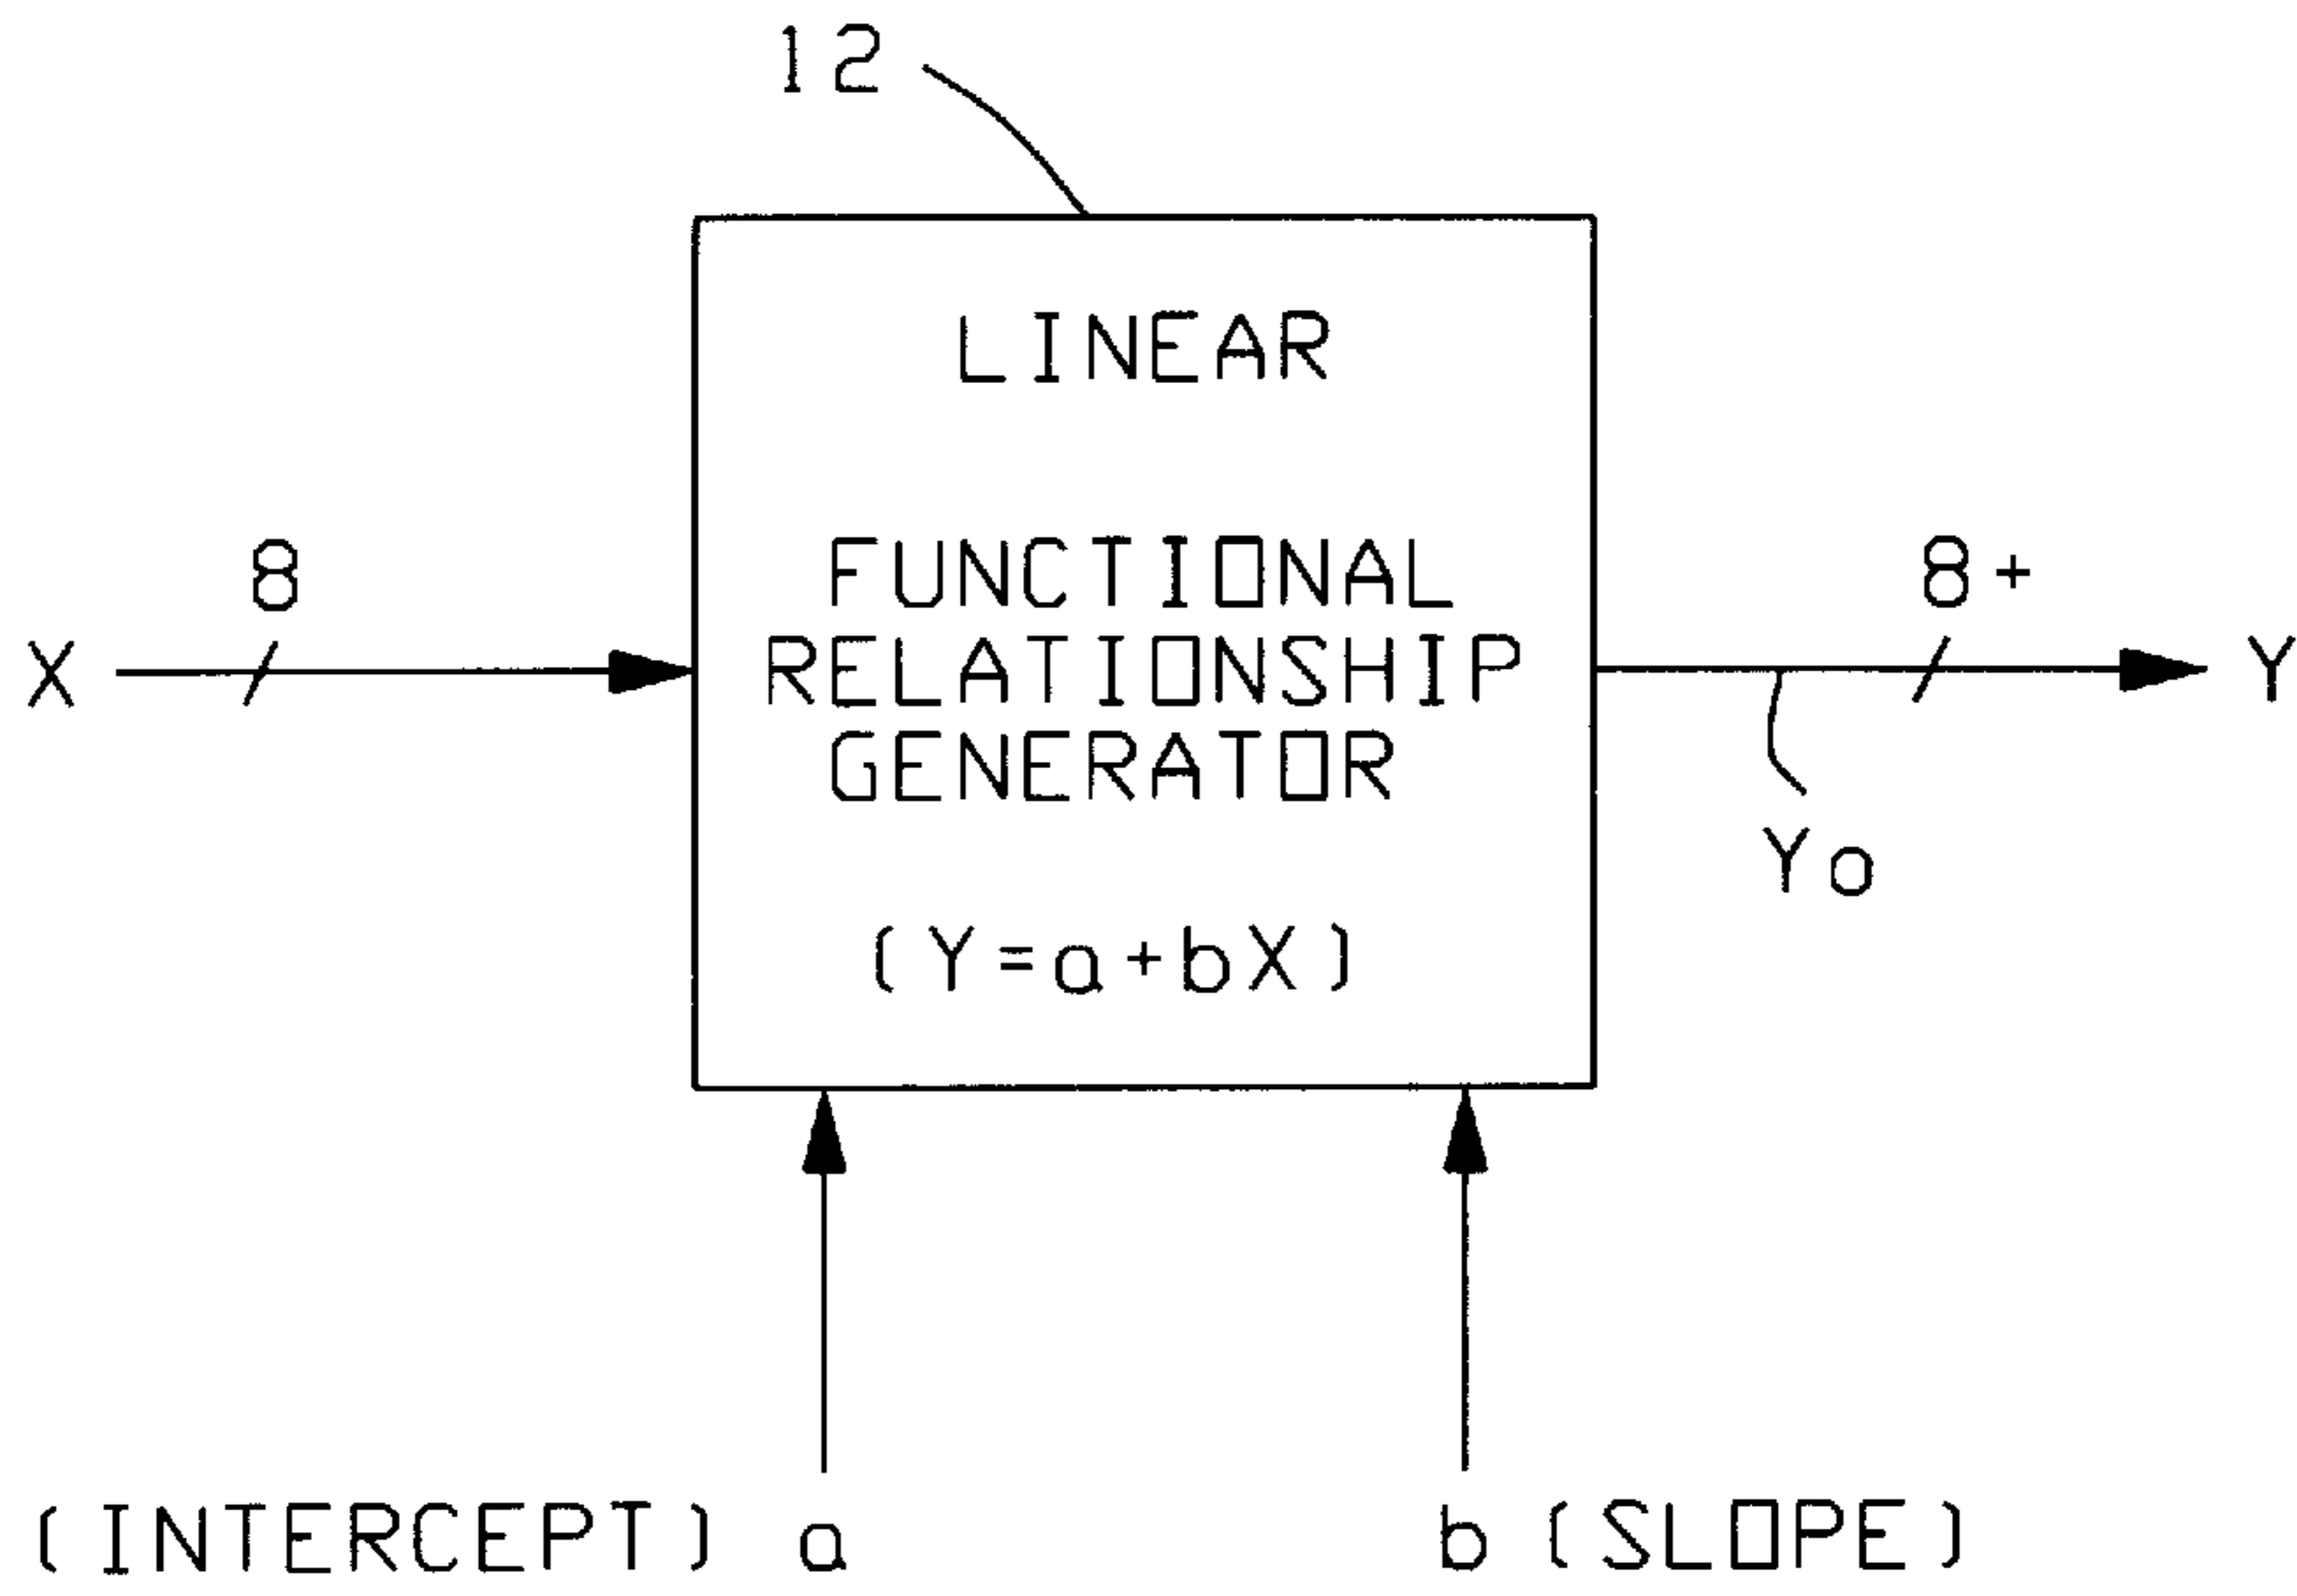 12
LINEAR
FUNCTIONAL
RELATIONSHIP
GENERATOR
(Y=a+bX)
X
8
8+
Y
Yo
(INTERCEPT) a
b (SLOPE)